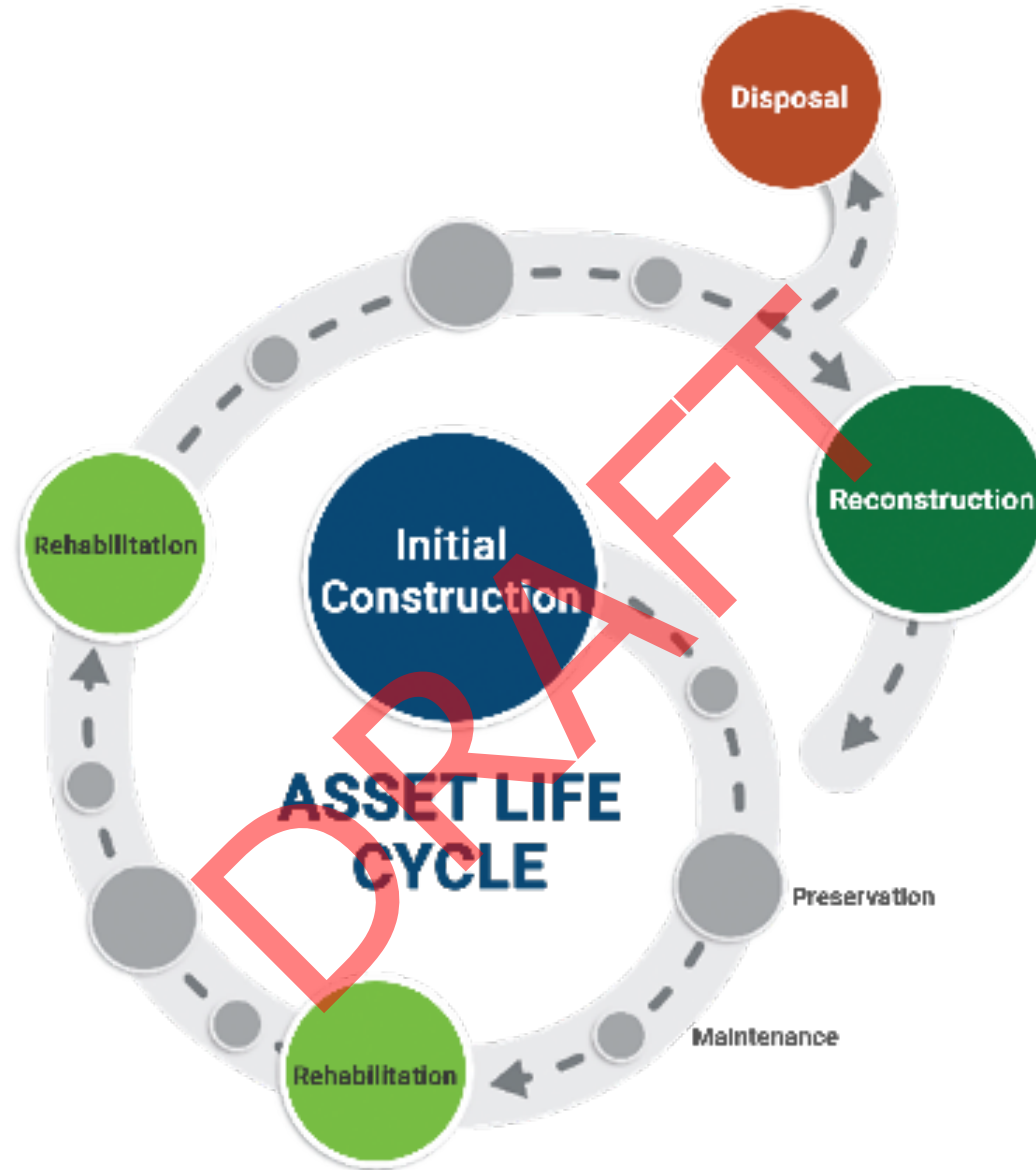 Disposal
Reconstruction
Rehabilitation
Initial
Construction
ASSET LIFE
CYCLE
Preservation
Maintenance
Rehabilitation
DRAFT